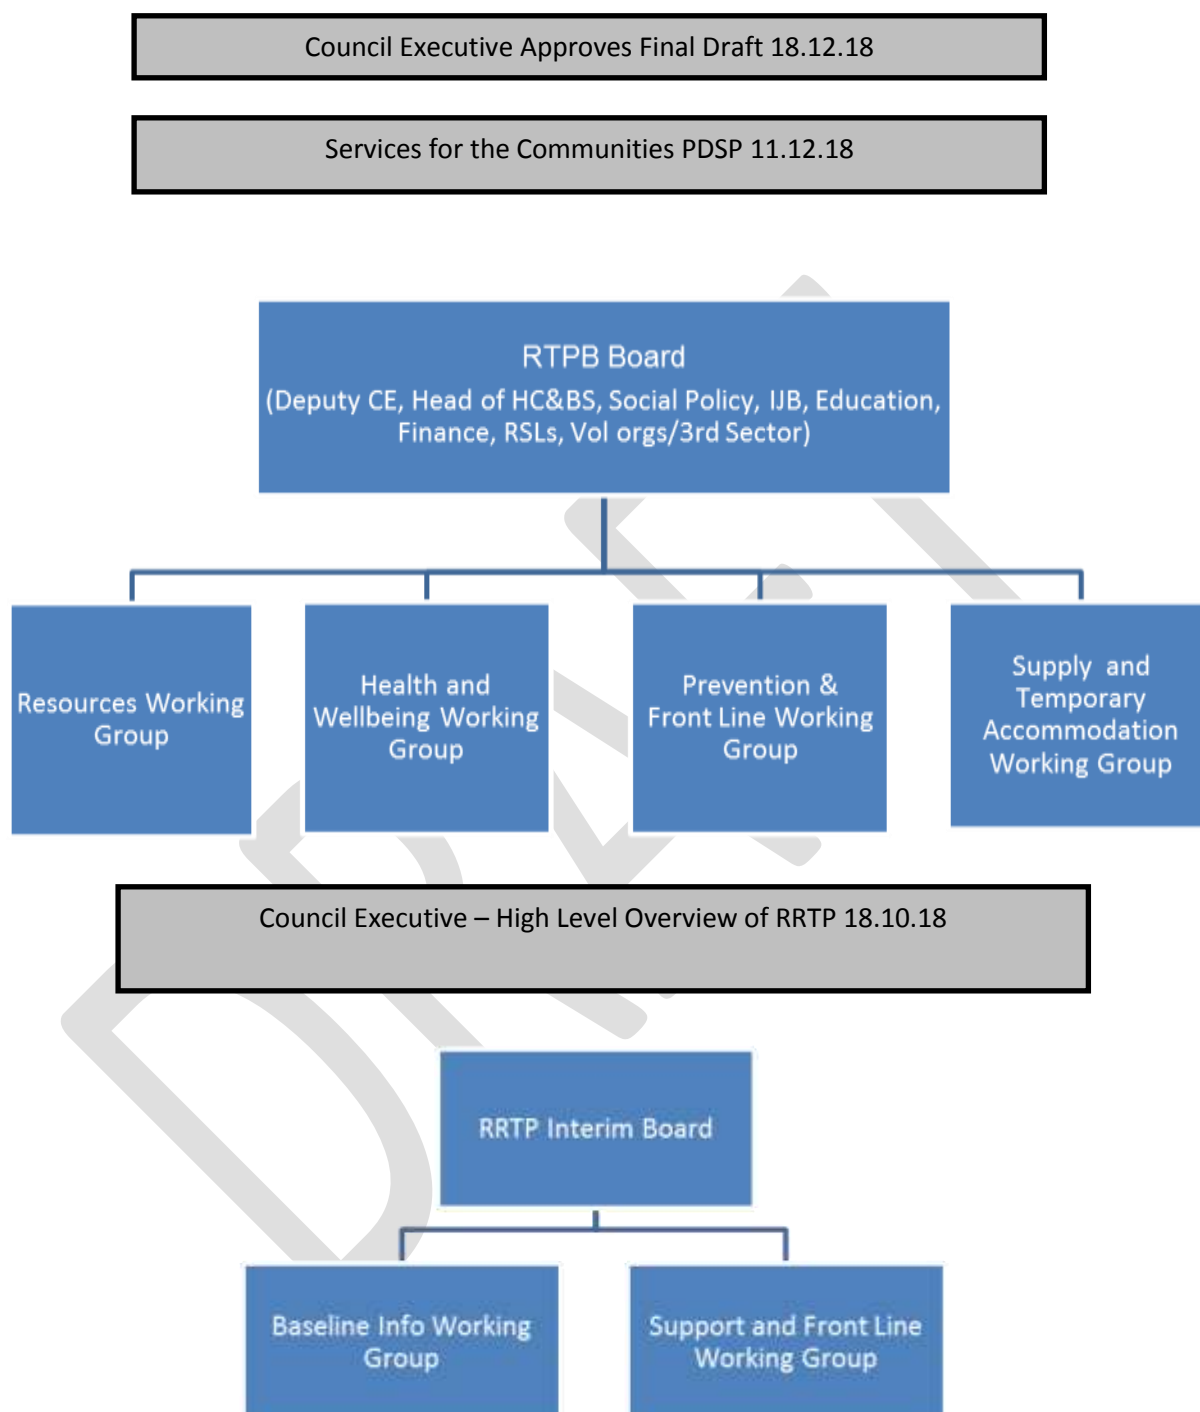 Council Executive Approves Final Draft 18.12.18
Services for the Communities PDSP 11.12.18
RTPB Board
(Deputy CE, Head of HC&BS, Social Policy, IJB, Education,
Finance, RSLs, Vol orgs/3rd Sector)
Resources Working
Group
Health and
Wellbeing Working
Group
Prevention &
Front Line Working
Group
Supply and
Temporary
Accommodation
Working Group
Council Executive – High Level Overview of RRTP 18.10.18
RRTP Interim Board
Baseline Info Working
Group
Support and Front Line
Working Group
DRAFT